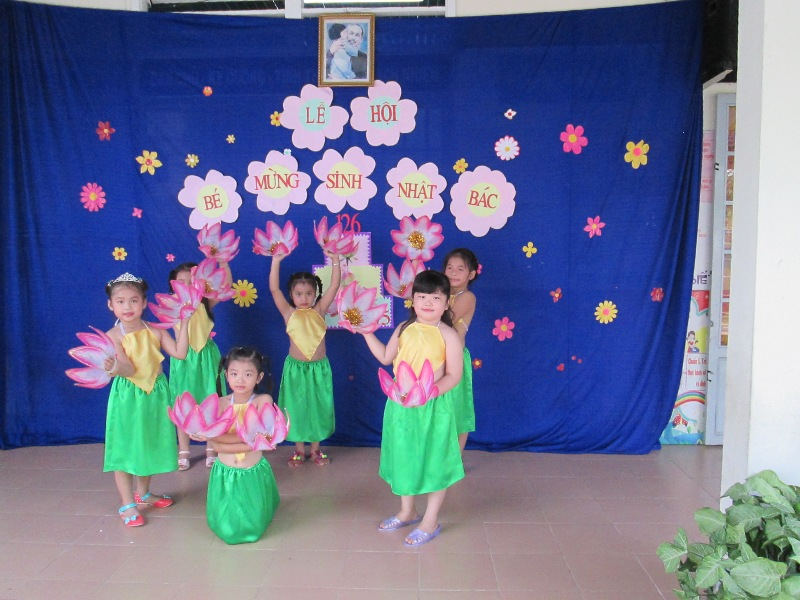 LỄ HỘI
BÉ MỪNG SINH NHẬT BÁC
126